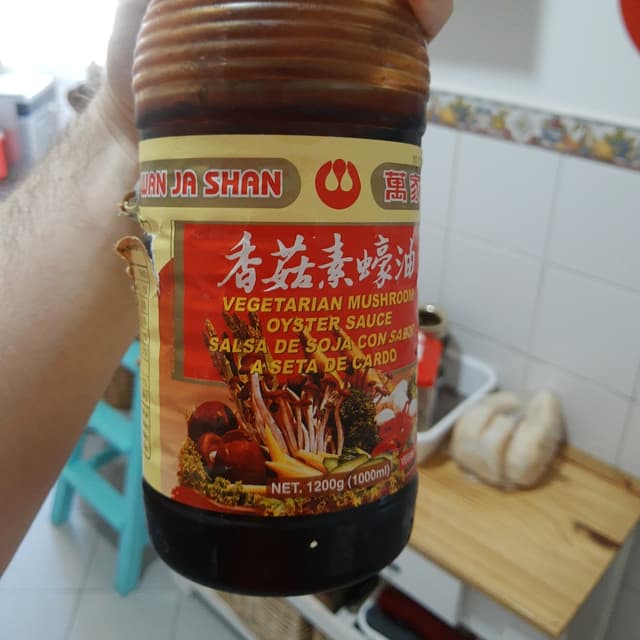 WAN JA SHAN 萬家
香菇素蠔油
VEGETARIAN MUSHROOM
OYSTER SAUCE
SALSA DE SOJA CON SABOR
A SETA DE CARDO
NET. 1200g (1000ml)